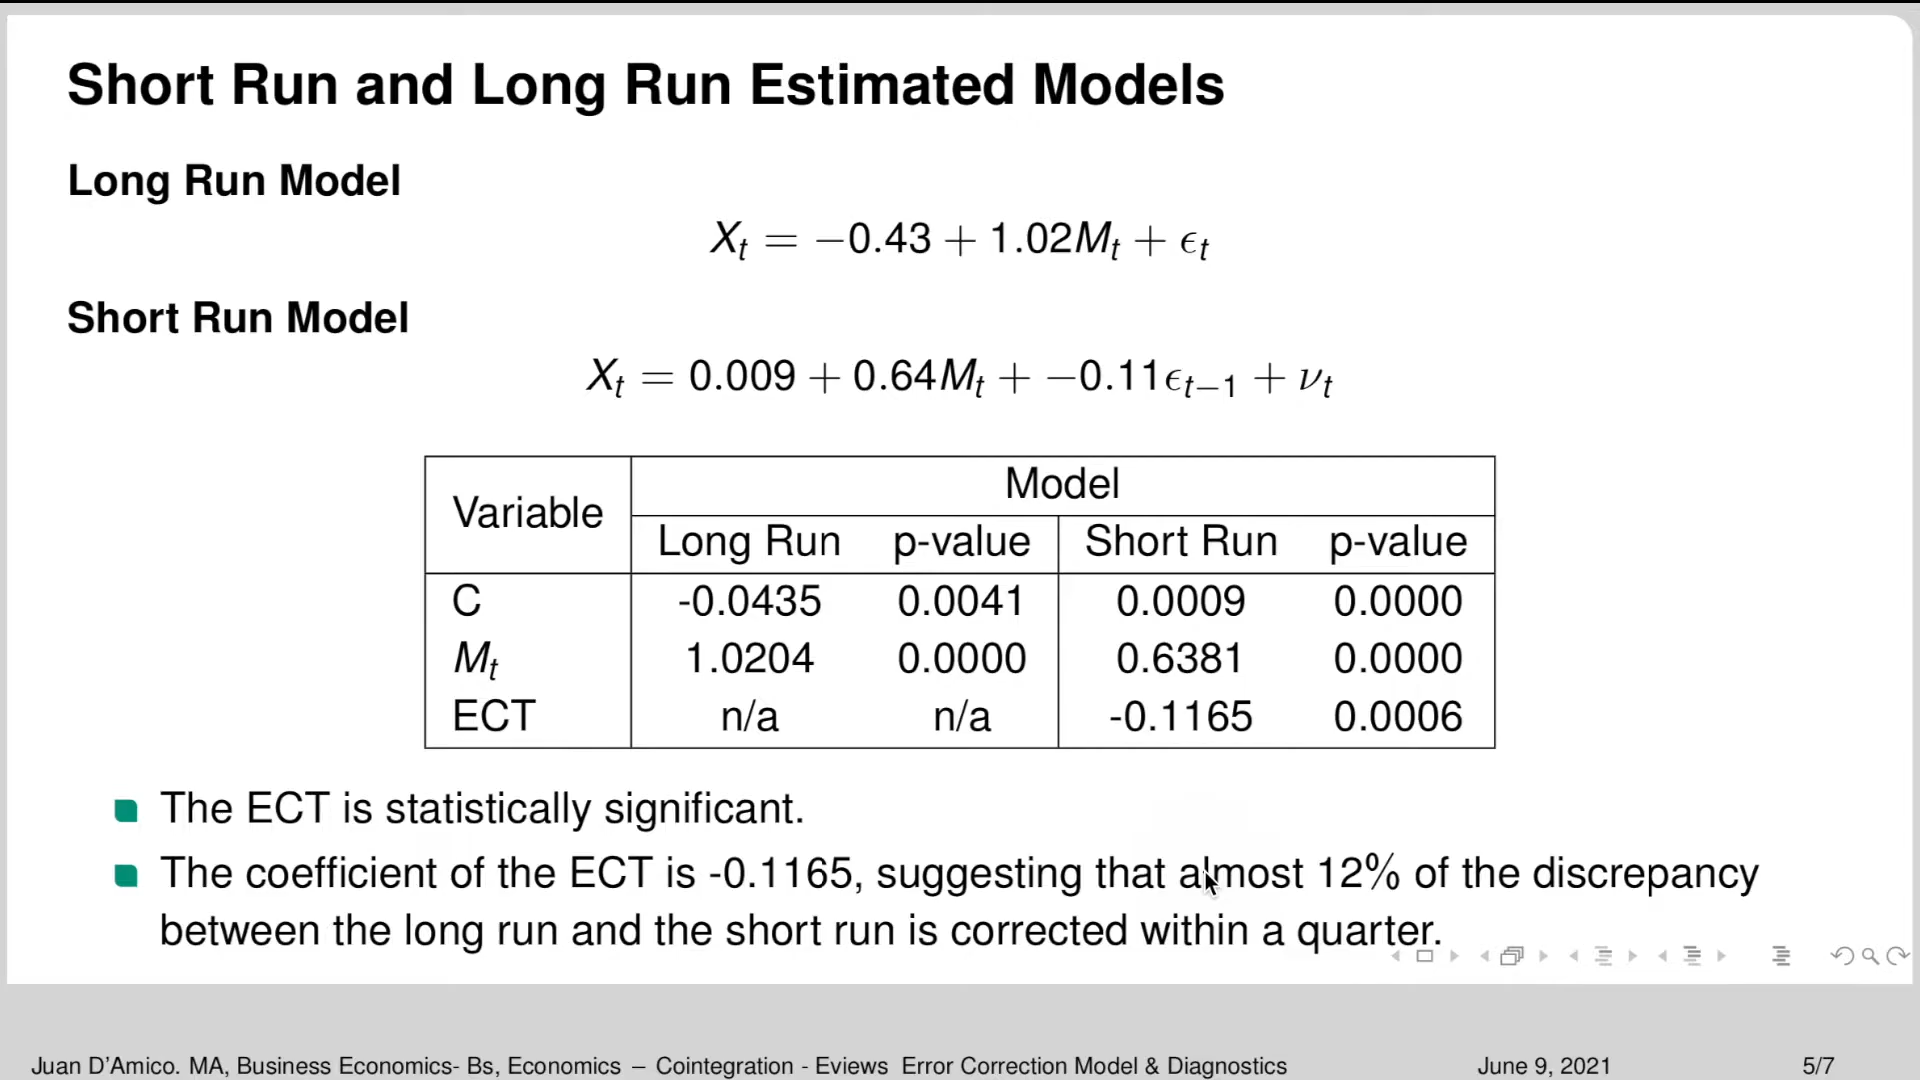 Short Run and Long Run Estimated Models
Long Run Model
Xₜ = −0.43 + 1.02Mₜ + ϵₜ
Short Run Model
Xₜ = 0.009 + 0.64Mₜ + −0.11ϵₜ₋₁ + νₜ
Variable Model
Long Run p-value Short Run p-value
C -0.0435 0.0041 0.0009 0.0000
Mₜ 1.0204 0.0000 0.6381 0.0000
ECT n/a n/a -0.1165 0.0006
The ECT is statistically significant.
The coefficient of the ECT is -0.1165, suggesting that almost 12% of the discrepancy
between the long run and the short run is corrected within a quarter.
Juan D'Amico. MA, Business Economics- Bs, Economics – Cointegration - Eviews Error Correction Model & Diagnostics June 9, 2021 5/7